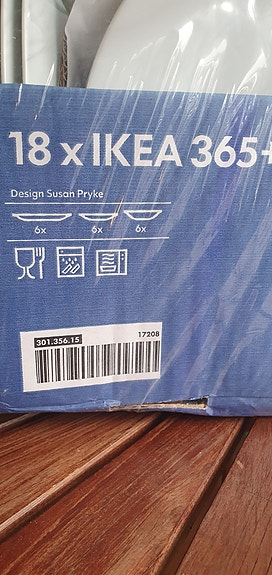 18 x IKEA 365+
Design Susan Pryke
6x 6x 6x
301.356.15 17208